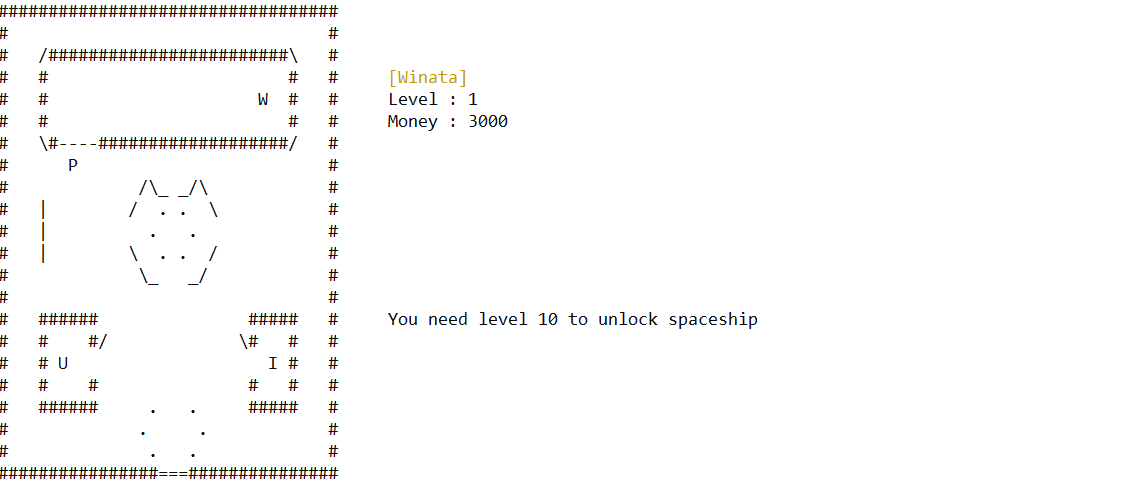 ##################################
#                                #
#   /########################\   #
#   #                        #   #     [Winata]
#   #                     W  #   #     Level : 1
#   #                        #   #     Money : 3000
#   \#----###################/   #
#      P                         #
#             /\_ _/\            #
#   |        /  . .  \           #
#   |          .   .             #
#   |        \  . .  /           #
#             \_   _/            #
#                                #
#   ######               #####   #     You need level 10 to unlock spaceship
#   #    #/             \#   #   #
#   # U                    I #   #
#   #    #               #   #   #
#   ######     .   .     #####   #
#             .     .            #
#              .   .             #
################===###############